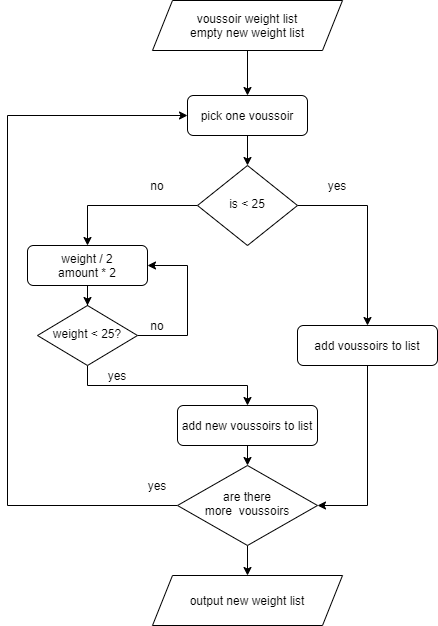 voussoir weight list
empty new weight list
pick one voussoir
no
yes
is < 25
weight / 2
amount * 2
weight < 25?
no
add voussoirs to list
yes
add new voussoirs to list
yes
are there
more voussoirs
output new weight list